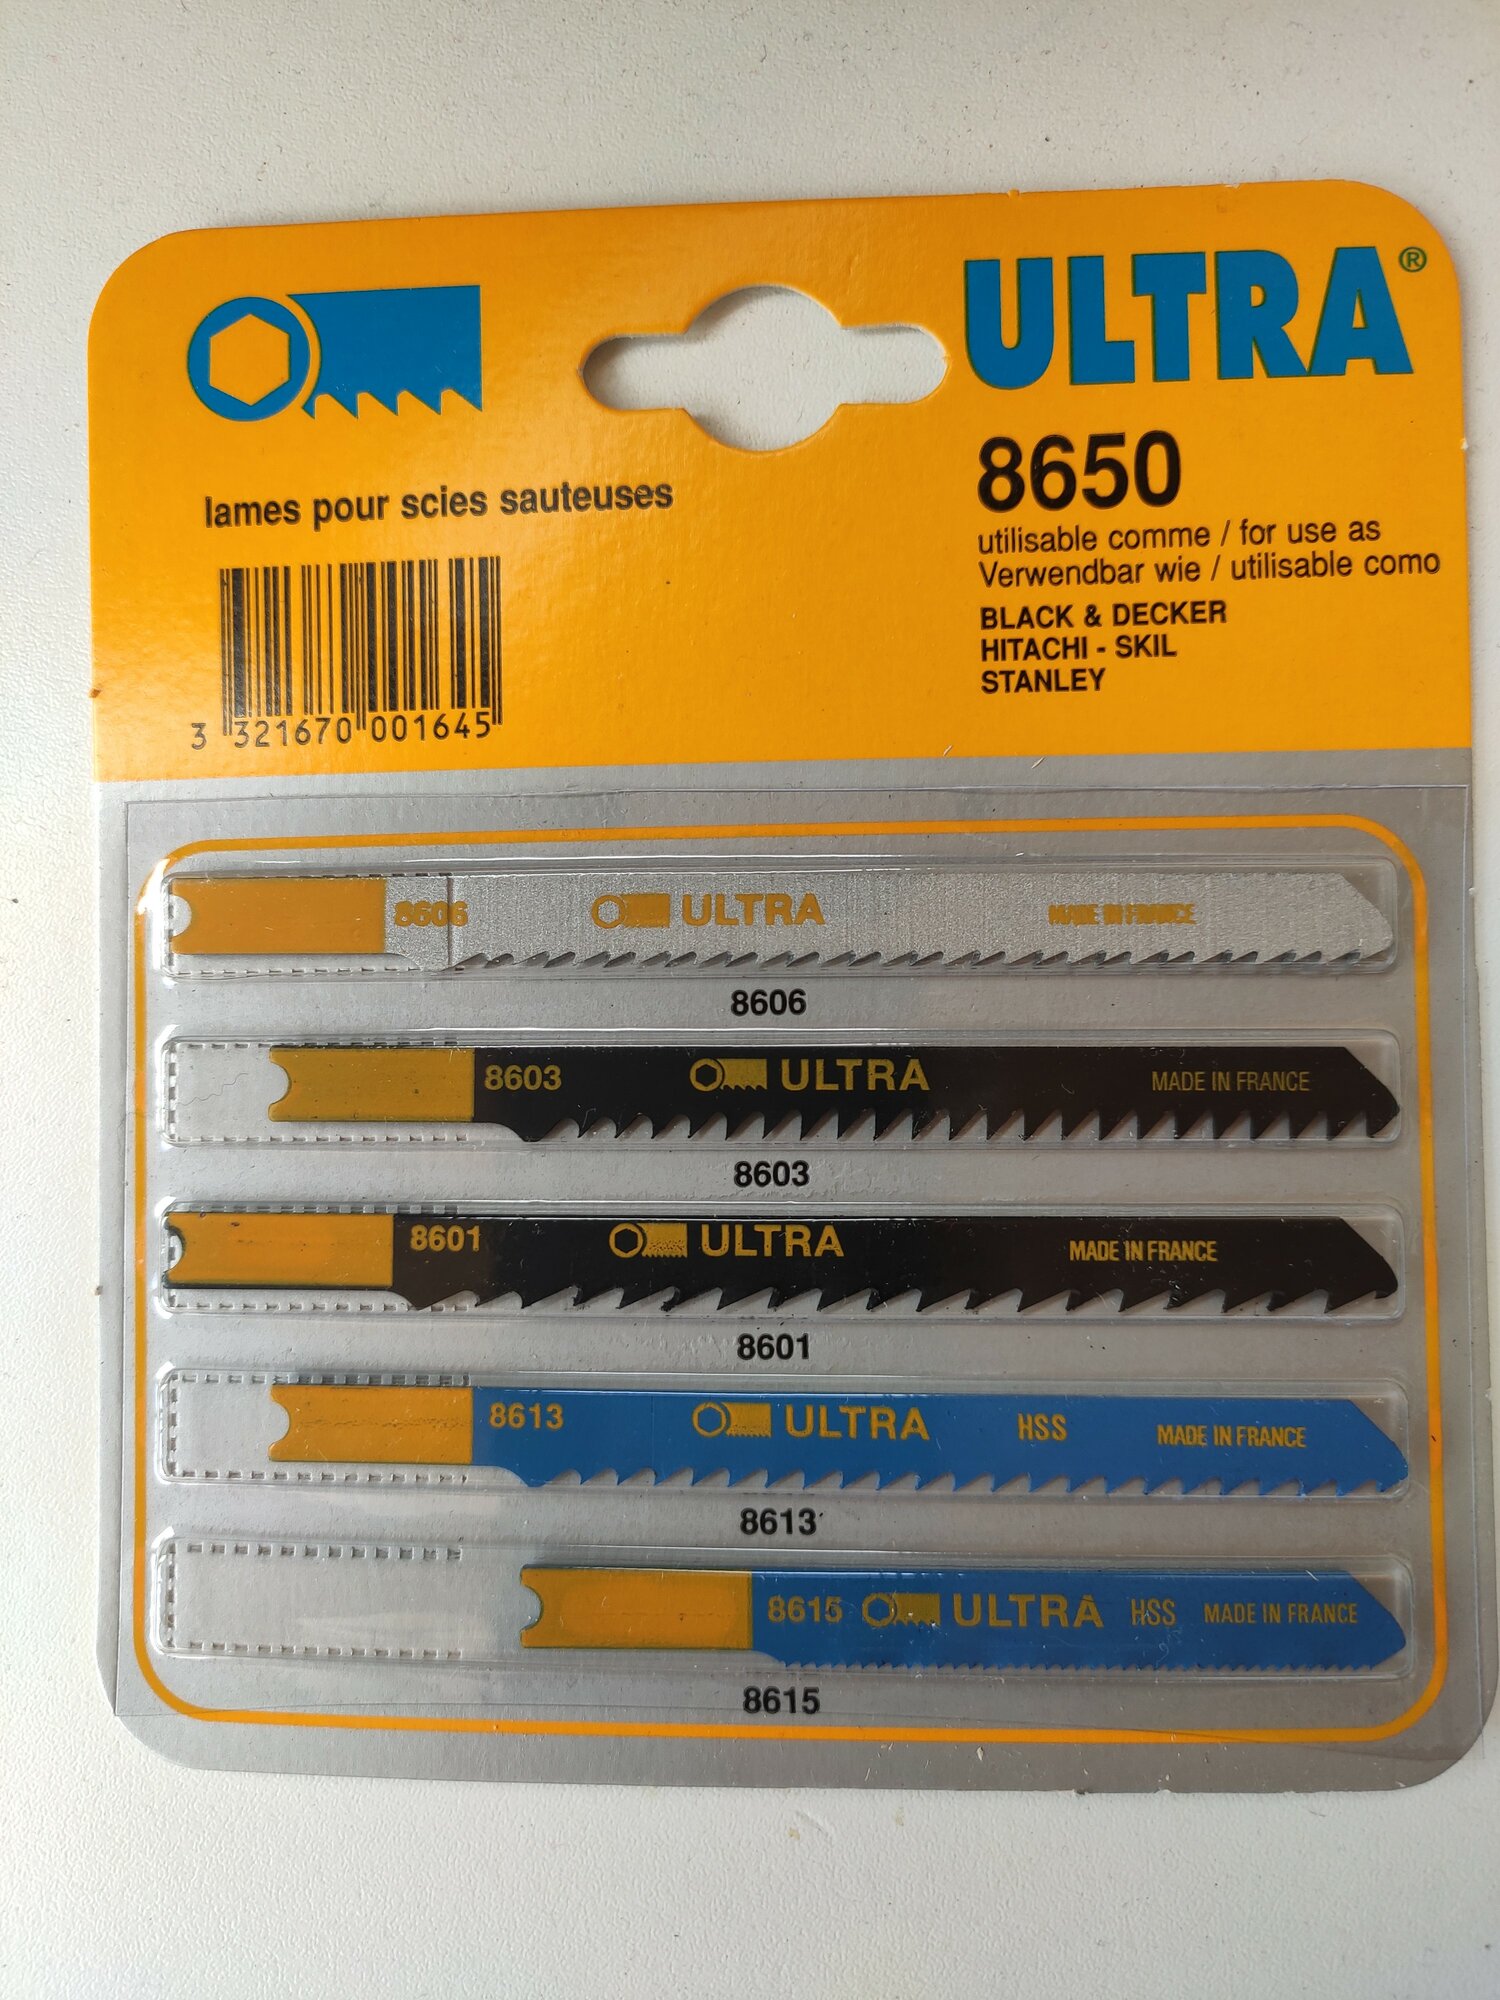 ULTRA®
8650
utilisable comme / for use as
Verwendbar wie / utilisable como
BLACK & DECKER
HITACHI - SKIL
STANLEY
lames pour scies sauteuses
3 321670 001645
8606 ULTRA MADE IN FRANCE
8606
8603 ULTRA MADE IN FRANCE
8603
8601 ULTRA MADE IN FRANCE
8601
8613 ULTRA HSS MADE IN FRANCE
8613
8615 ULTRA HSS MADE IN FRANCE
8615